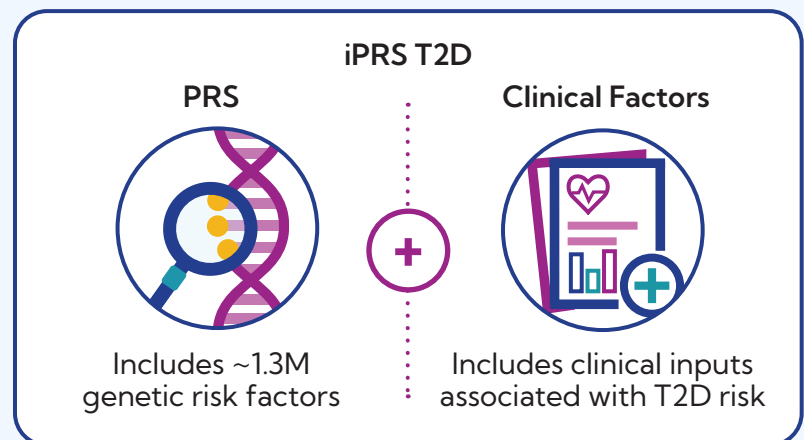 iPRS T2D
PRS
Includes ~1.3M
genetic risk factors
+
Clinical Factors
Includes clinical inputs
associated with T2D risk